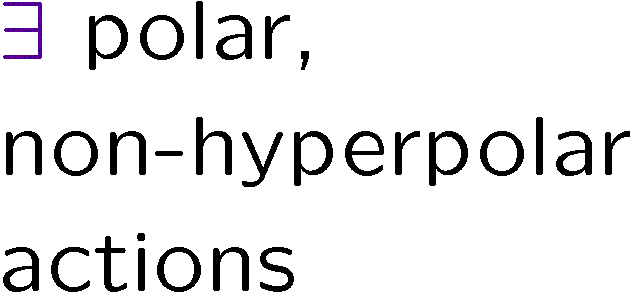 ∃ polar,
non-hyperpolar
actions